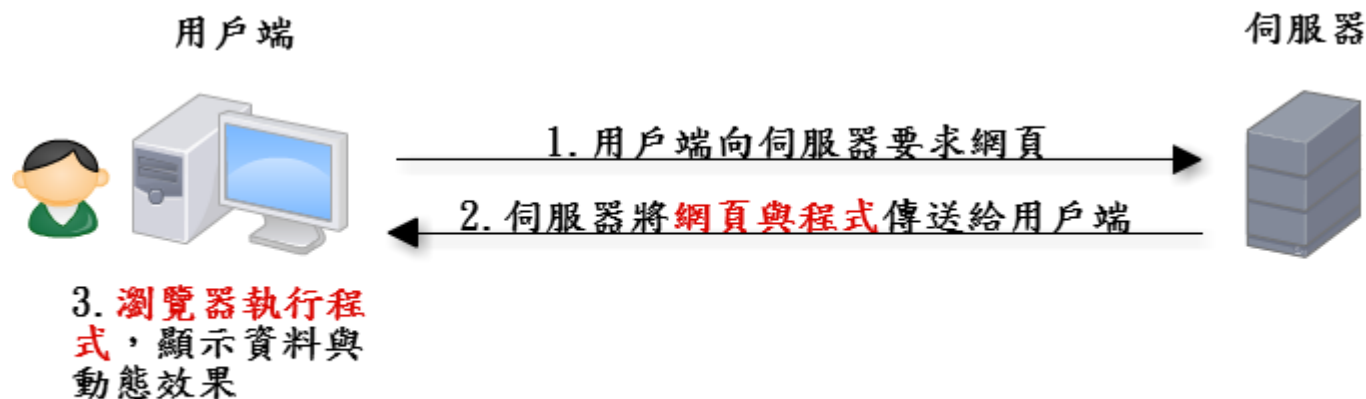 用戶端
伺服器
1.用戶端向伺服器要求網頁
2.伺服器將網頁與程式傳送給用戶端
3.瀏覽器執行程
式，顯示資料與
動態效果